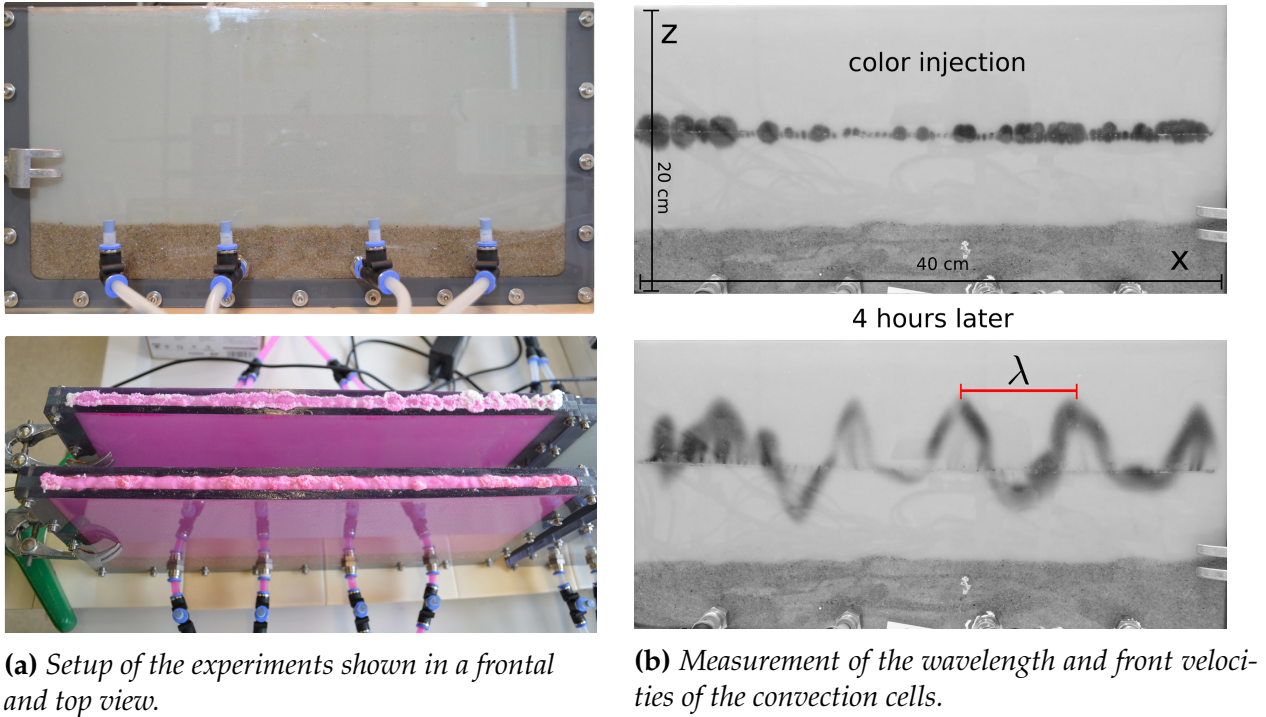 color injection
z
20 cm
40 cm
x
4 hours later
λ
(a) Setup of the experiments shown in a frontal
and top view.
(b) Measurement of the wavelength and front veloci-
ties of the convection cells.